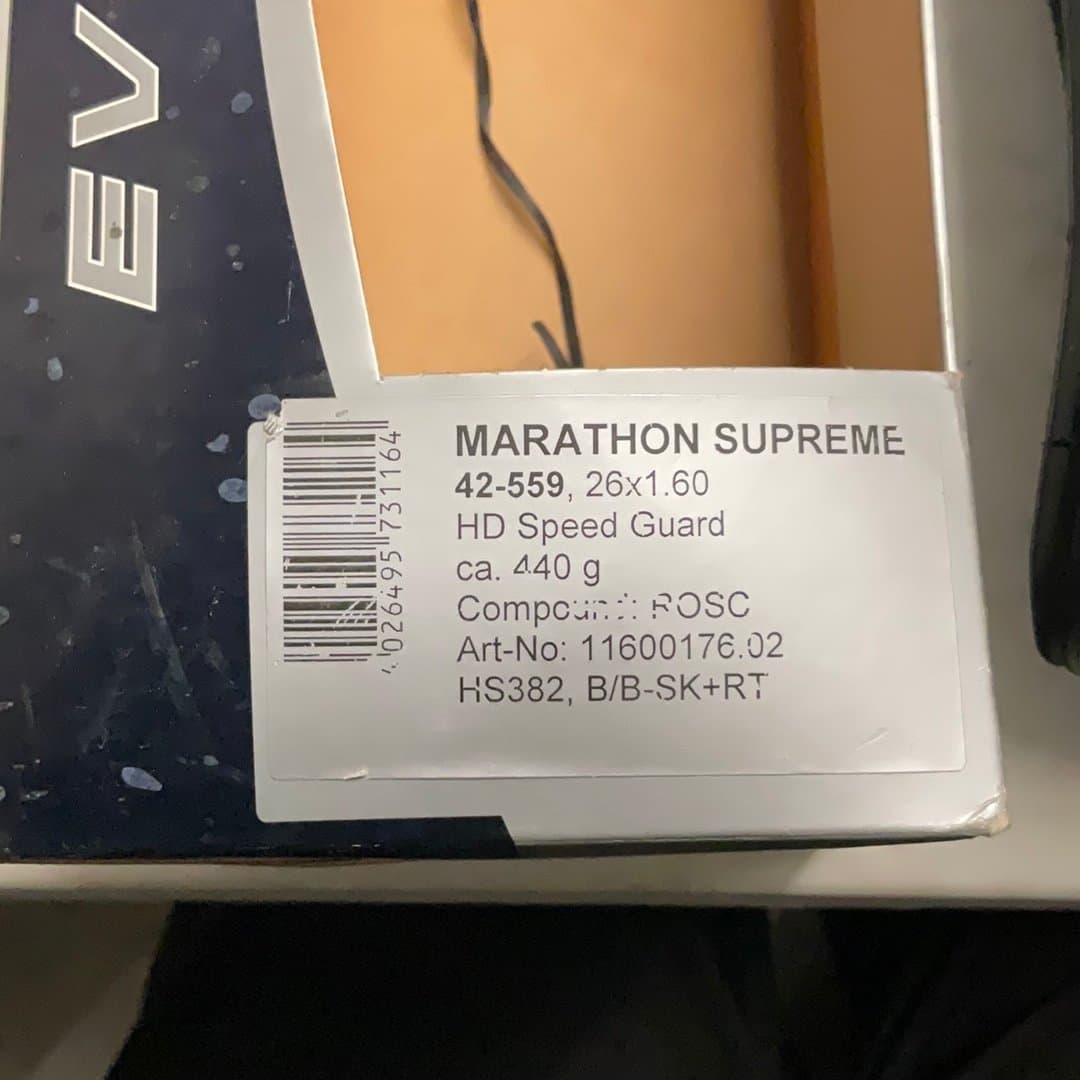 EV
MARATHON SUPREME
42-559, 26x1.60
HD Speed Guard
ca. 440 g
Compound: ROSC
Art-No: 11600176.02
HS382, B/B-SK+RT
4026495731164